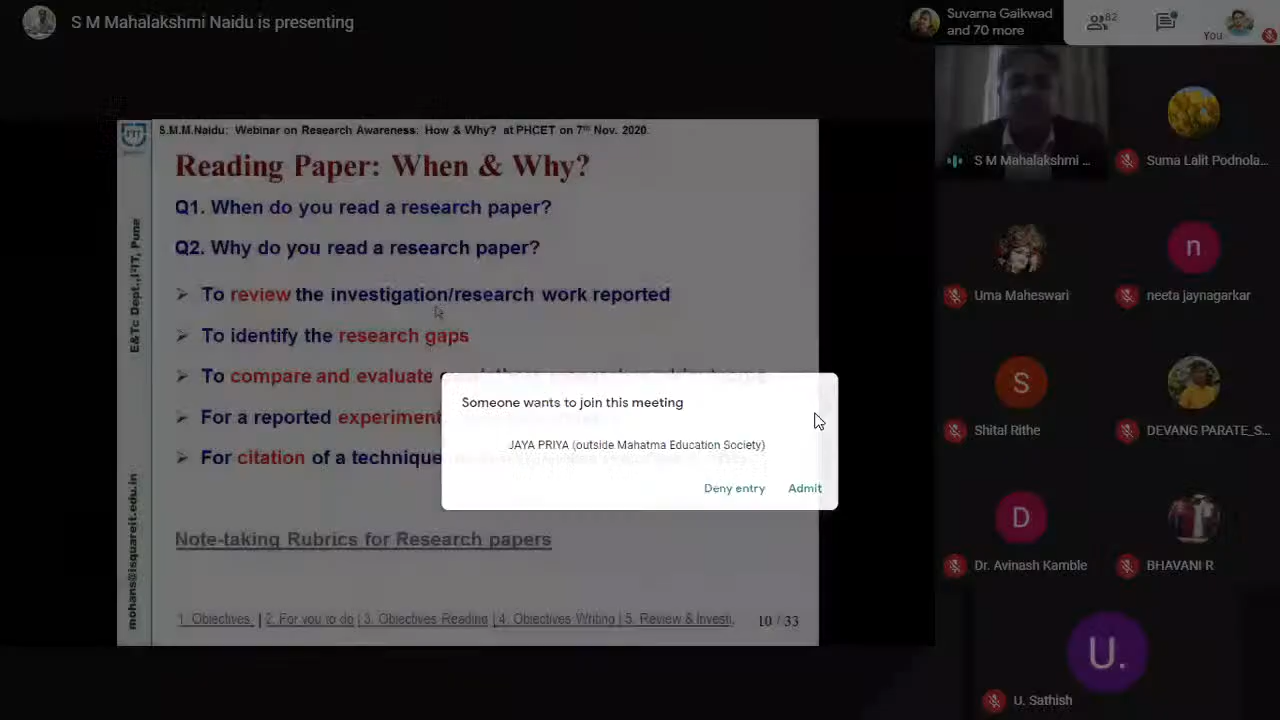 S M Mahalakshmi Naidu is presenting
Suvarna Gaikwad
and 70 more
82
You
S.M.M.Naidu: Webinar on Research Awareness: How & Why? at PHCET on 7th Nov. 2020.
Reading Paper: When & Why?
Q1. When do you read a research paper?
Q2. Why do you read a research paper?
➢ To review the investigation/research work reported
➢ To identify the research gaps
➢ To compare and evaluate
➢ For a reported experiment
➢ For citation of a technique
Note-taking Rubrics for Research papers
1. Objectives | 2. For you to do | 3. Objectives Reading | 4. Objectives Writing | 5. Review & Investi.
10 / 33
E&Tc Dept., I²IT, Pune
mohans@isquareit.edu.in
Someone wants to join this meeting
JAYA PRIYA (outside Mahatma Education Society)
Deny entry
Admit
S M Mahalakshmi ...
Suma Lalit Podnola...
Uma Maheswari
n
neeta jaynagarkar
S
Shital Rithe
DEVANG PARATE_S...
D
Dr. Avinash Kamble
BHAVANI R
U.
U. Sathish